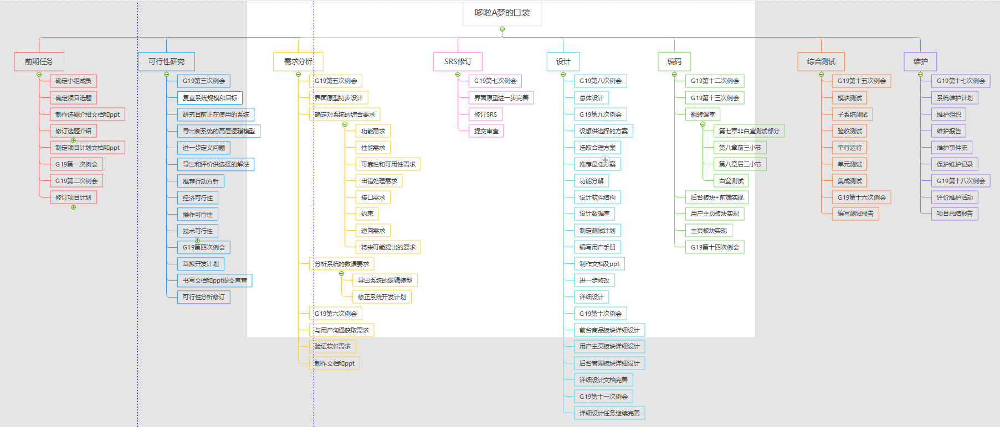 哆啦A梦的口袋
前期任务
确定小组成员
确定项目选题
制作选题介绍文档和ppt
修订选题介绍
制定项目计划文档和ppt
G19第一次例会
G19第二次例会
修订项目计划
可行性研究
G19第三次例会
复查系统规模和目标
研究目前正在使用的系统
导出新系统的高层逻辑模型
进一步定义问题
导出和评价供选择的解法
推荐行动方针
经济可行性
操作可行性
技术可行性
G19第四次例会
草拟开发计划
书写文档和ppt提交审查
可行性分析修订
需求分析
G19第五次例会
界面原型初步设计
确定对系统的综合要求
功能需求
性能需求
可靠性和可用性需求
出错处理需求
接口需求
约束
逆向需求
将来可能提出的要求
分析系统的数据要求
导出系统的逻辑模型
修正系统开发计划
G19第六次例会
与用户沟通获取需求
验证软件需求
制作文档和ppt
SRS修订
G19第七次例会
界面原型进一步完善
修订SRS
提交审查
设计
G19第八次例会
总体设计
G19第九次例会
设想供选择的方案
选取合理方案
推荐最佳方案
功能分解
设计软件结构
设计数据库
制定测试计划
编写用户手册
制作文档及ppt
进一步修改
详细设计
G19第十次例会
前台商品板块详细设计
用户主页板块详细设计
后台管理板块详细设计
详细设计文档完善
G19第十一次例会
详细设计任务继续完善
编码
G19第十二次例会
G19第十三次例会
翻转课堂
第七章非白盒测试部分
第八章前三小节
第八章后三小节
白盒测试
后台板块+前端实现
用户主页板块实现
主页板块实现
G19第十四次例会
综合测试
G19第十五次例会
模块测试
子系统测试
验收测试
平行运行
单元测试
集成测试
G19第十六次例会
编写测试报告
维护
G19第十七次例会
系统维护计划
维护组织
维护报告
维护事件流
保护维护记录
G19第十八次例会
评价维护活动
项目总结报告